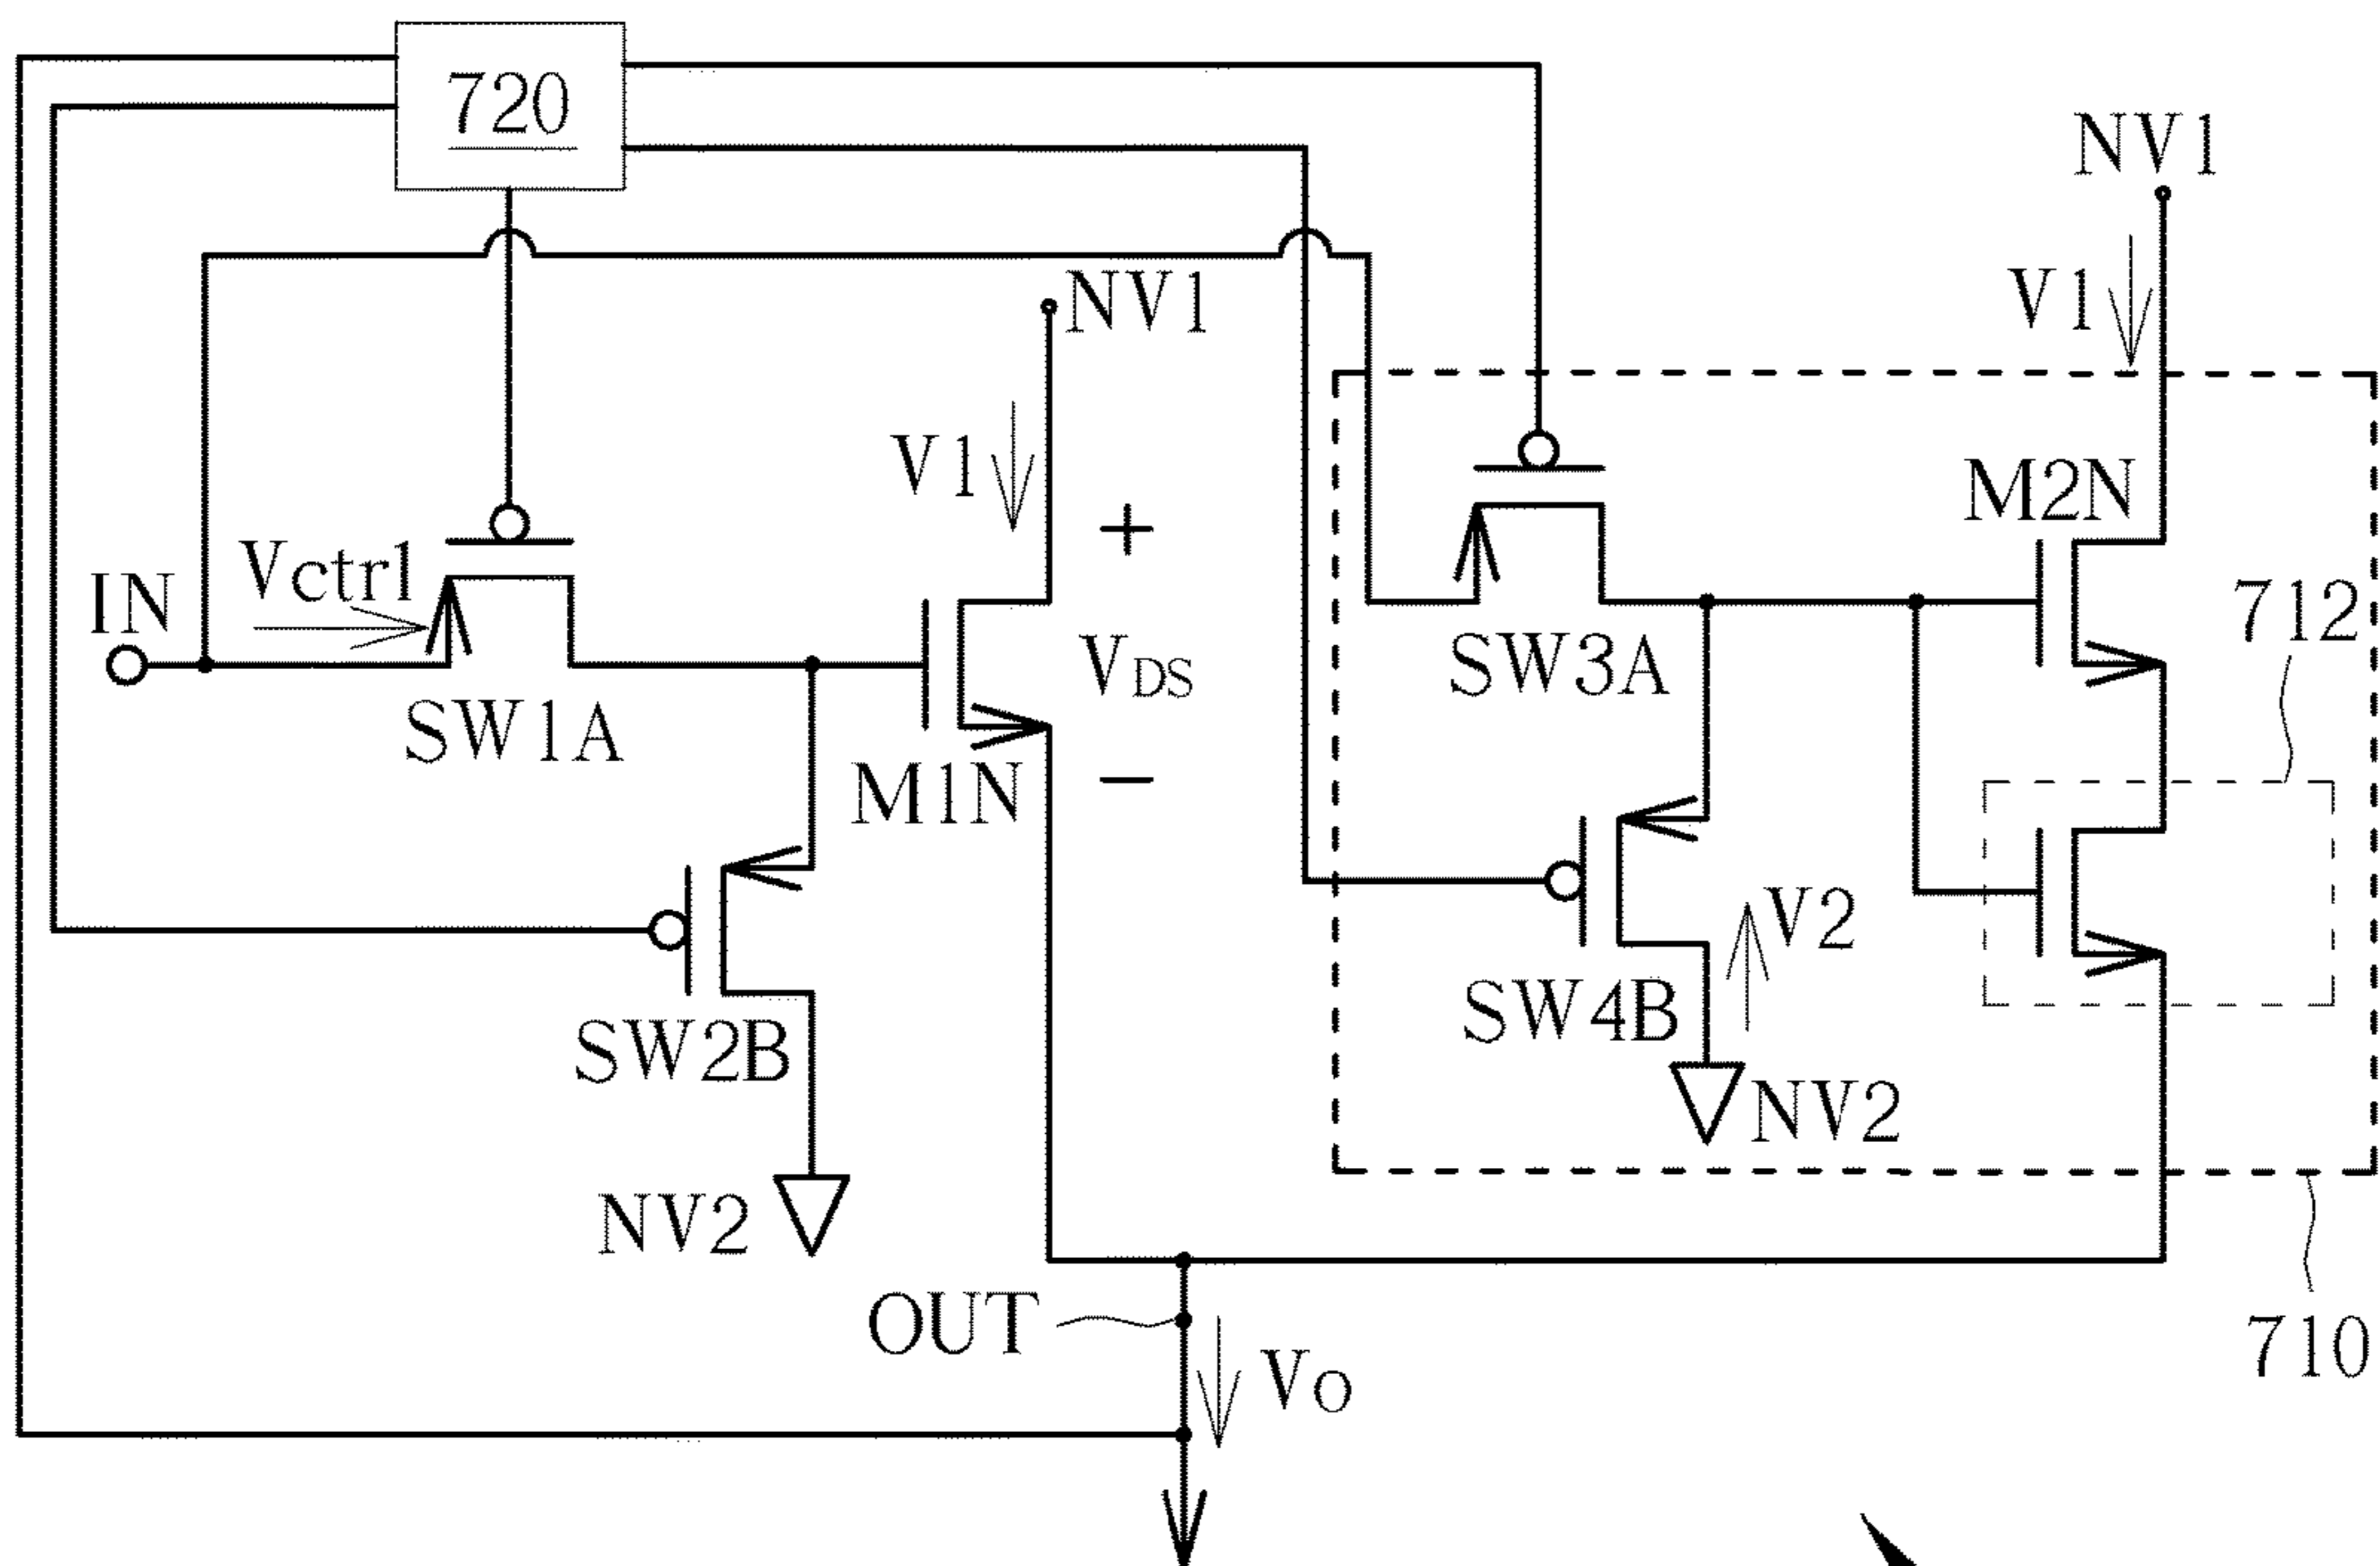 720
NV1
NV1
V1
V1
M2N
Vctrl
IN
712
VDS
SW3A
SW1A
M1N
V2
SW4B
SW2B
NV2
NV2
OUT
VO
710